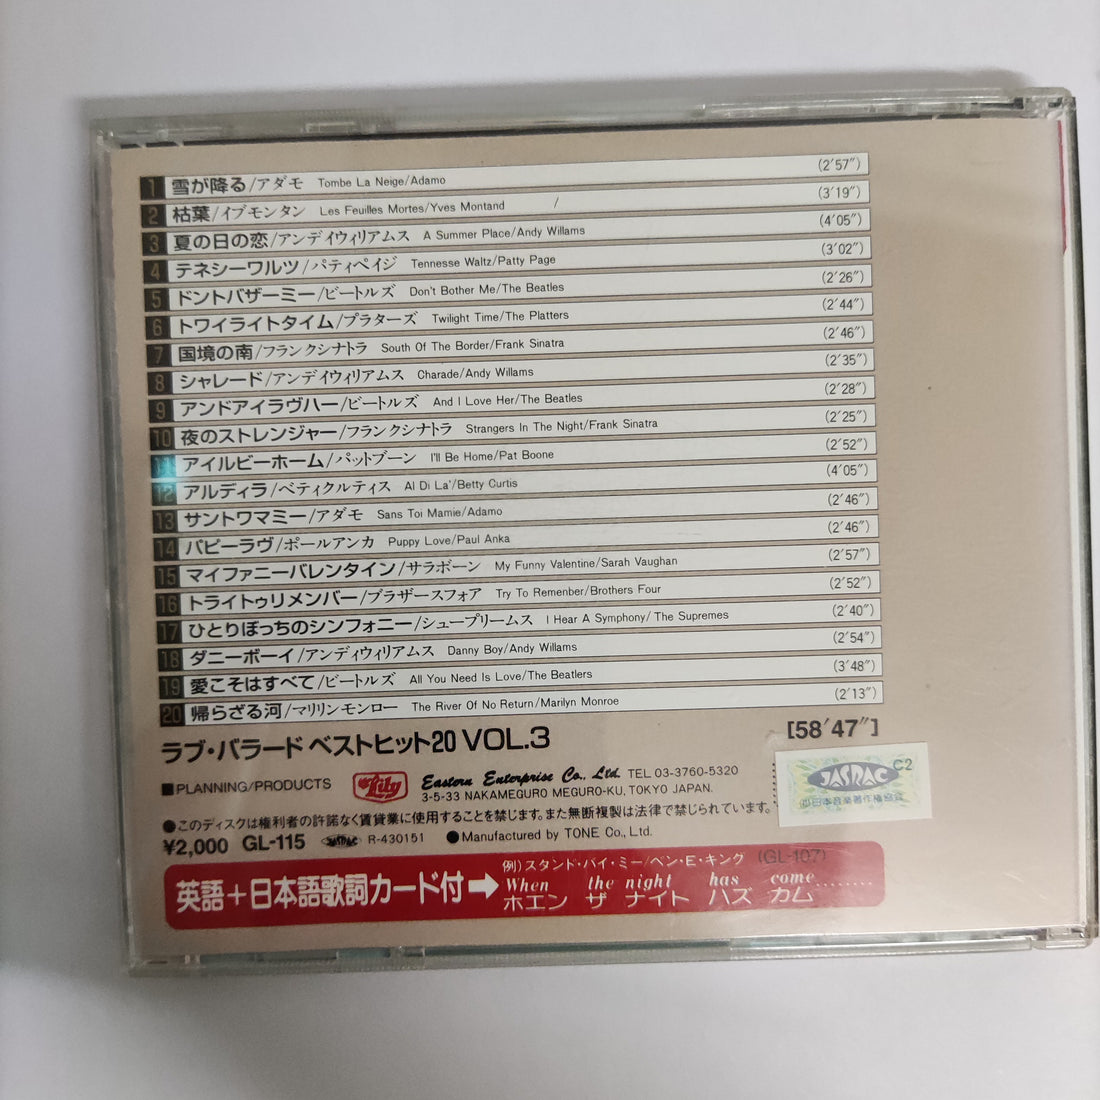 1 雪が降る/アダモ Tombe La Neige/Adamo (2′57″)
2 枯葉/イブモンタン Les Feuilles Mortes/Yves Montand / (3′19″)
3 夏の日の恋/アンデイウィリアムス A Summer Place/Andy Willams (4′05″)
4 テネシーワルツ/パティペイジ Tennesse Waltz/Patty Page (3′02″)
5 ドントバザーミー/ビートルズ Don't Bother Me/The Beatles (2′26″)
6 トワイライトタイム/プラターズ Twilight Time/The Platters (2′44″)
7 国境の南/フランクシナトラ South Of The Border/Frank Sinatra (2′46″)
8 シャレード/アンデイウィリアムス Charade/Andy Willams (2′35″)
9 アンドアイラヴハー/ビートルズ And I Love Her/The Beatles (2′28″)
10 夜のストレンジャー/フランクシナトラ Strangers In The Night/Frank Sinatra (2′25″)
11 アイルビーホーム/パットブーン I'll Be Home/Pat Boone (2′52″)
12 アルディラ/ベティクルティス Al Di La'/Betty Curtis (4′05″)
13 サントワマミー/アダモ Sans Toi Mamie/Adamo (2′46″)
14 パピーラヴ/ポールアンカ Puppy Love/Paul Anka (2′46″)
15 マイファニーバレンタイン/サラボーン My Funny Valentine/Sarah Vaughan (2′57″)
16 トライトゥリメンバー/ブラザースフォア Try To Remenber/Brothers Four (2′52″)
17 ひとりぼっちのシンフォニー/シュープリームス I Hear A Symphony/The Supremes (2′40″)
18 ダニーボーイ/アンディウィリアムス Danny Boy/Andy Willams (2′54″)
19 愛こそはすべて/ビートルズ All You Need Is Love/The Beatlers (3′48″)
20 帰らざる河/マリリンモンロー The River Of No Return/Marilyn Monroe (2′13″)
ラブ・バラード ベストヒット20 VOL.3 [58′47″]
■PLANNING/PRODUCTS Lily Eastern Enterprise Co., Ltd. TEL 03-3760-5320
3-5-33 NAKAMEGURO MEGURO-KU, TOKYO JAPAN.
JASRAC C2
(社)日本音楽著作権協会
●このディスクは権利者の許諾なく賃貸業に使用することを禁じます。また無断複製は法律で禁じられています。
¥2,000 GL-115 JASRAC R-430151 ●Manufactured by TONE Co., Ltd.
英語+日本語歌詞カード付➡
例)スタンド・バイ・ミー/ベン・E・キング (GL-107)
When the night has come........
ホエン ザ ナイト ハズ カム